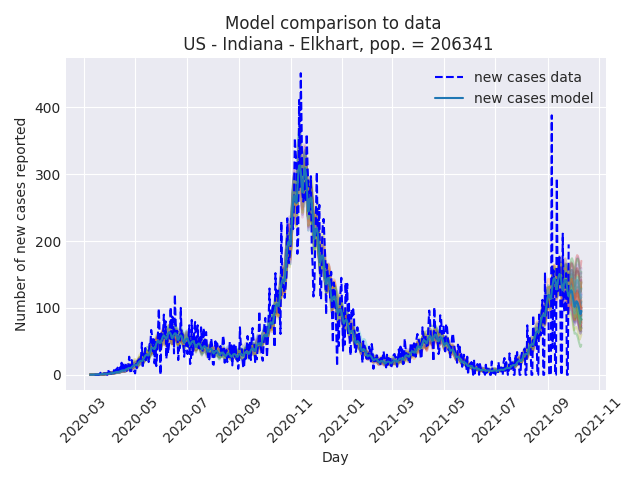 Model comparison to data
US - Indiana - Elkhart, pop. = 206341
new cases data
new cases model
Number of new cases reported
400
300
200
100
0
2020-03
2020-05
2020-07
2020-09
2020-11
2021-01
2021-03
2021-05
2021-07
2021-09
2021-11
Day